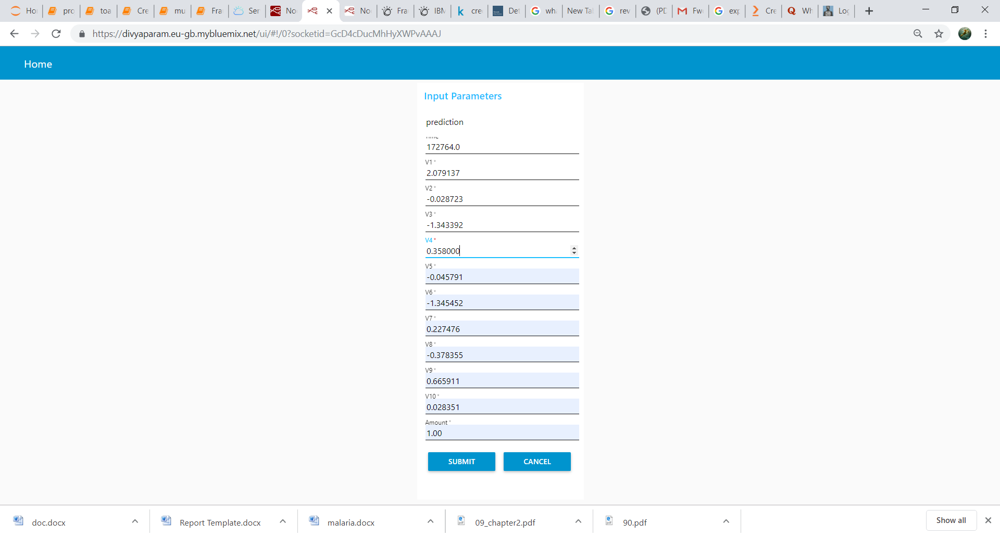 Ho pro toa Cre mu Fra Ser No No Fra IBM cre Det wh New Ta rev (PD Fw exp Cre Wh Log
https://divyaparam.eu-gb.mybluemix.net/ui/#!/0?socketid=GcD4cDucMhHyXWPvAAAJ
Home
Input Parameters
prediction
Time
172764.0
V1 *
2.079137
V2 *
-0.028723
V3 *
-1.343392
V4 *
0.358000
V5 *
-0.045791
V6 *
-1.345452
V7 *
0.227476
V8 *
-0.378355
V9 *
0.665911
V10 *
0.028351
Amount *
1.00
SUBMIT CANCEL
doc.docx Report Template.docx malaria.docx 09_chapter2.pdf 90.pdf Show all